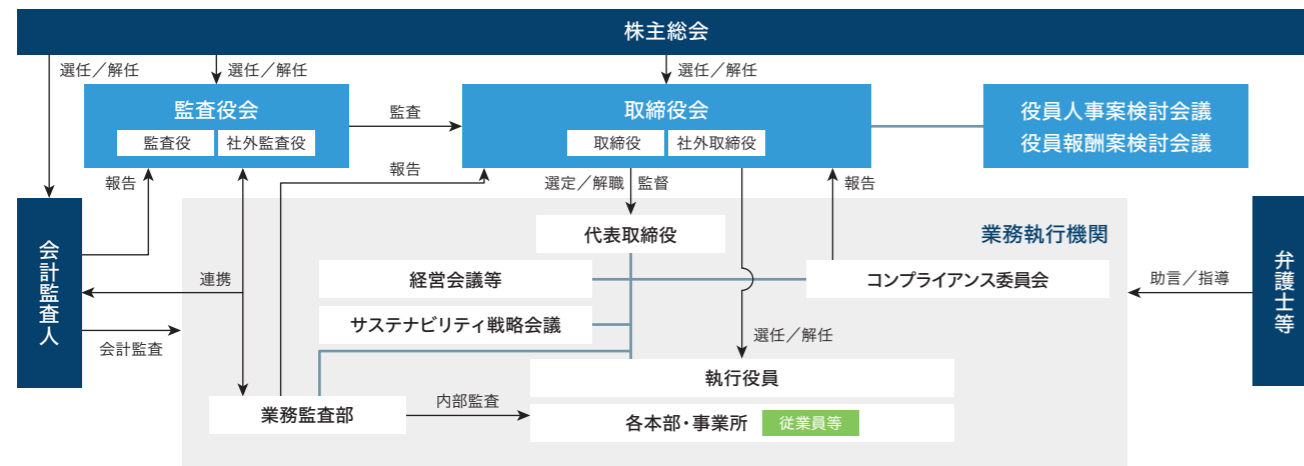 株主総会
選任／解任
選任／解任
選任／解任
監査役会
監査役
社外監査役
監査
取締役会
取締役
社外取締役
役員人事案検討会議
役員報酬案検討会議
報告
報告
選定／解職
監督
報告
会計監査人
代表取締役
業務執行機関
弁護士等
連携
経営会議等
コンプライアンス委員会
助言／指導
サステナビリティ戦略会議
会計監査
選任／解任
執行役員
業務監査部
内部監査
各本部・事業所
従業員等